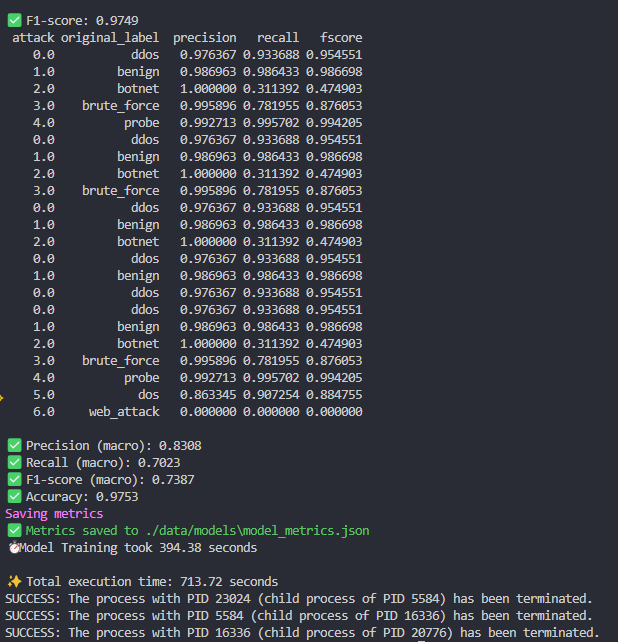 ✅ F1-score: 0.9749
attack original_label precision recall fscore
0.0 ddos 0.976367 0.933688 0.954551
1.0 benign 0.986963 0.986433 0.986698
2.0 botnet 1.000000 0.311392 0.474903
3.0 brute_force 0.995896 0.781955 0.876053
4.0 probe 0.992713 0.995702 0.994205
0.0 ddos 0.976367 0.933688 0.954551
1.0 benign 0.986963 0.986433 0.986698
2.0 botnet 1.000000 0.311392 0.474903
3.0 brute_force 0.995896 0.781955 0.876053
0.0 ddos 0.976367 0.933688 0.954551
1.0 benign 0.986963 0.986433 0.986698
2.0 botnet 1.000000 0.311392 0.474903
0.0 ddos 0.976367 0.933688 0.954551
1.0 benign 0.986963 0.986433 0.986698
0.0 ddos 0.976367 0.933688 0.954551
0.0 ddos 0.976367 0.933688 0.954551
1.0 benign 0.986963 0.986433 0.986698
2.0 botnet 1.000000 0.311392 0.474903
3.0 brute_force 0.995896 0.781955 0.876053
4.0 probe 0.992713 0.995702 0.994205
5.0 dos 0.863345 0.907254 0.884755
6.0 web_attack 0.000000 0.000000 0.000000
✅ Precision (macro): 0.8308
✅ Recall (macro): 0.7023
✅ F1-score (macro): 0.7387
✅ Accuracy: 0.9753
Saving metrics
✅ Metrics saved to ./data/models\model_metrics.json
⏱Model Training took 394.38 seconds
✨ Total execution time: 713.72 seconds
SUCCESS: The process with PID 23024 (child process of PID 5584) has been terminated.
SUCCESS: The process with PID 5584 (child process of PID 16336) has been terminated.
SUCCESS: The process with PID 16336 (child process of PID 20776) has been terminated.